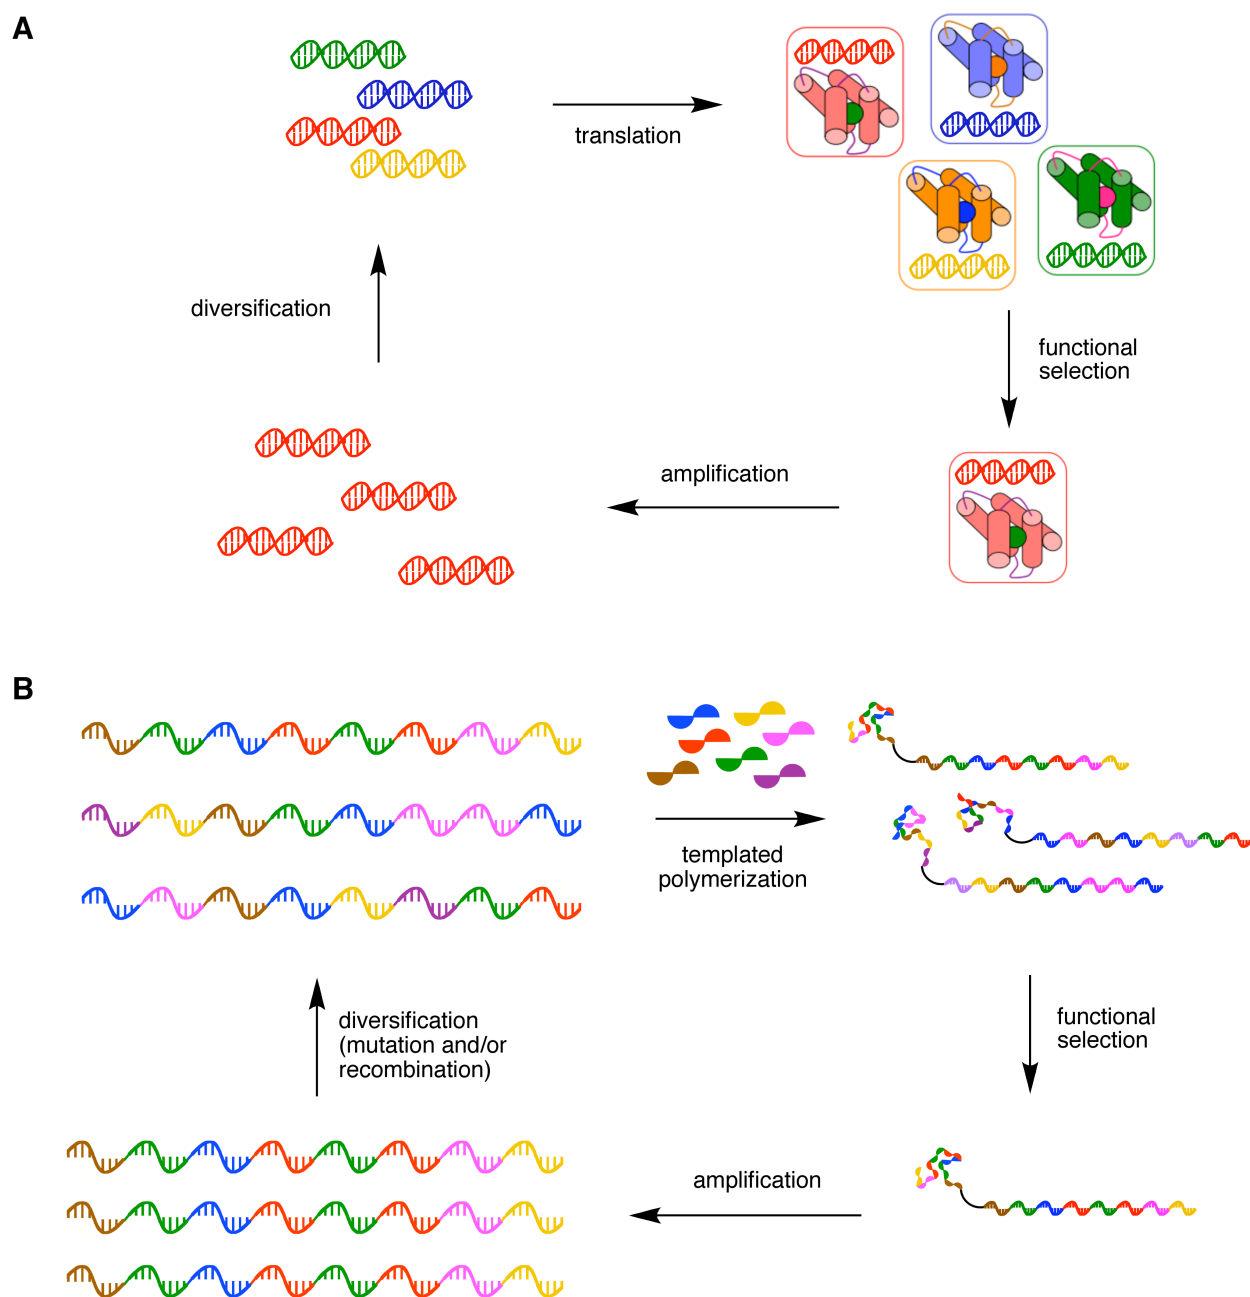 A
translation
diversification
functional
selection
amplification
B
templated
polymerization
diversification
(mutation and/or
recombination)
functional
selection
amplification